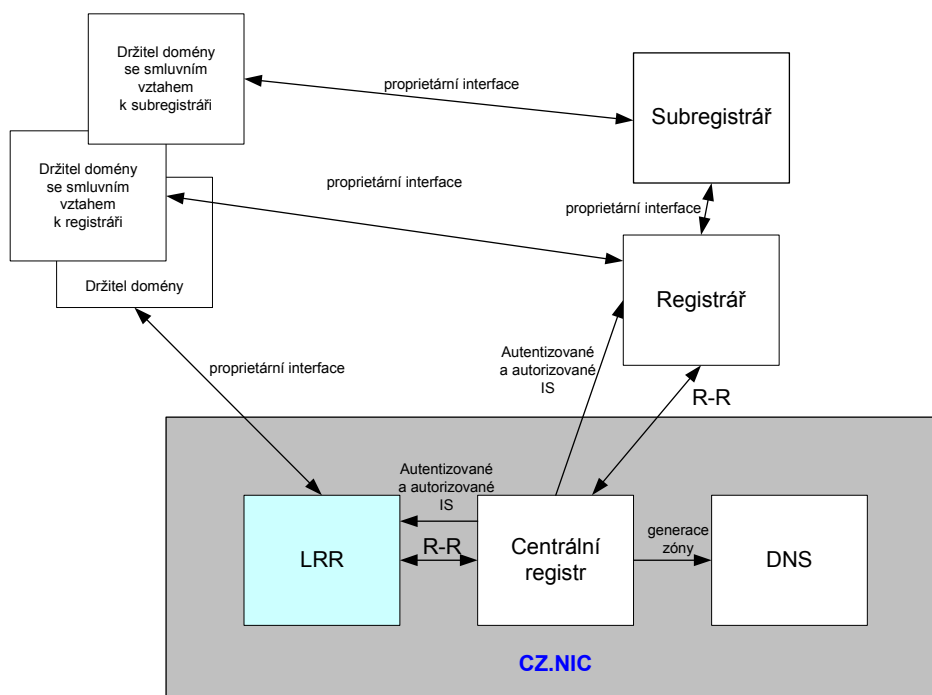 Držitel domény
se smluvním
vztahem
k subregistráři
proprietární interface
Subregistrář
Držitel domény
se smluvním
vztahem
k registráři
proprietární interface
proprietární interface
Držitel domény
Registrář
proprietární interface
Autentizované
a autorizované
IS
R-R
Autentizované
a autorizované
IS
LRR
R-R
Centrální
registr
generace
zóny
DNS
CZ.NIC